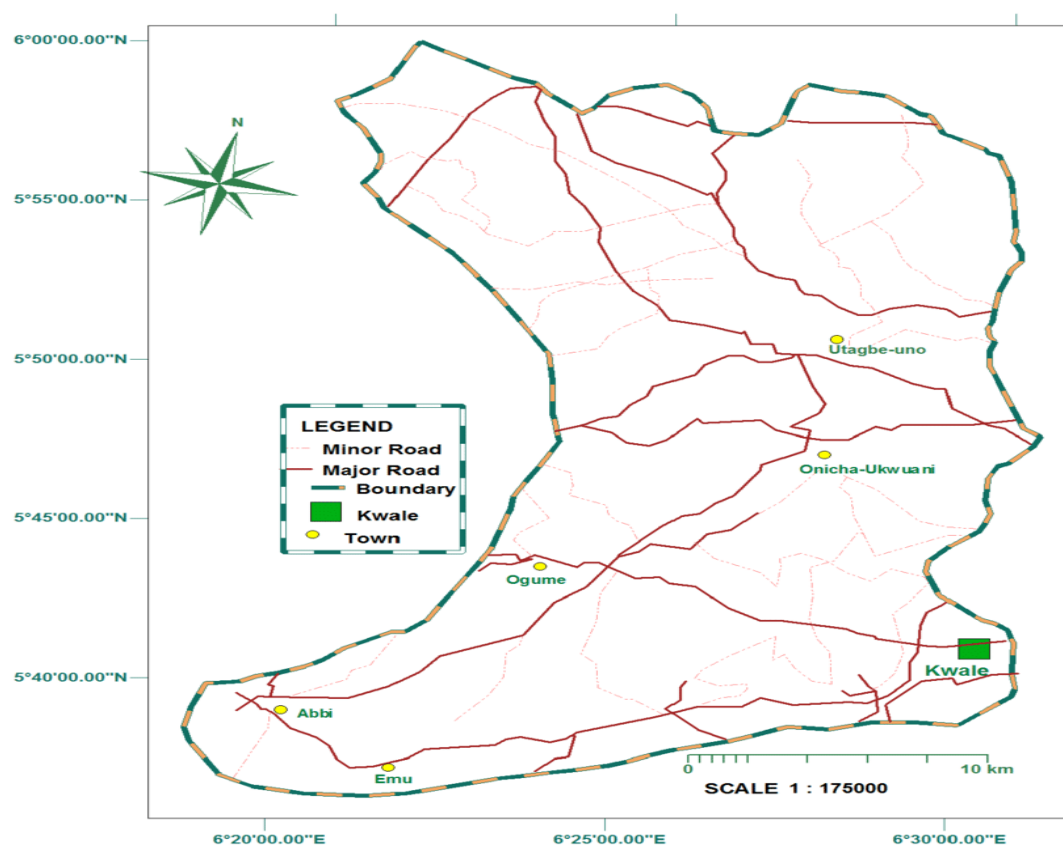 6°00'00.00"N
N
5°55'00.00"N
5°50'00.00"N
Utagbe-uno
LEGEND
Minor Road
Major Road
Boundary
Kwale
Town
Onicha-Ukwuani
5°45'00.00"N
Ogume
5°40'00.00"N
Kwale
Abbi
Emu
0 10 km
SCALE 1 : 175000
6°20'00.00"E 6°25'00.00"E 6°30'00.00"E